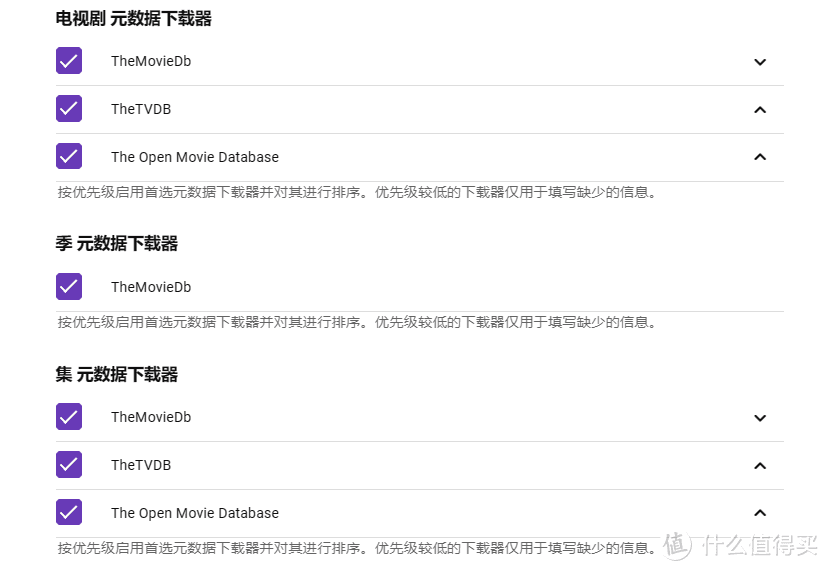 电视剧 元数据下载器
TheMovieDb
TheTVDB
The Open Movie Database
按优先级启用首选元数据下载器并对其进行排序。优先级较低的下载器仅用于填写缺少的信息。
季 元数据下载器
TheMovieDb
按优先级启用首选元数据下载器并对其进行排序。优先级较低的下载器仅用于填写缺少的信息。
集 元数据下载器
TheMovieDb
TheTVDB
The Open Movie Database
按优先级启用首选元数据下载器并对其进行排序。优先级较低的下载器仅用于填写缺少的信息。
值 什么值得买